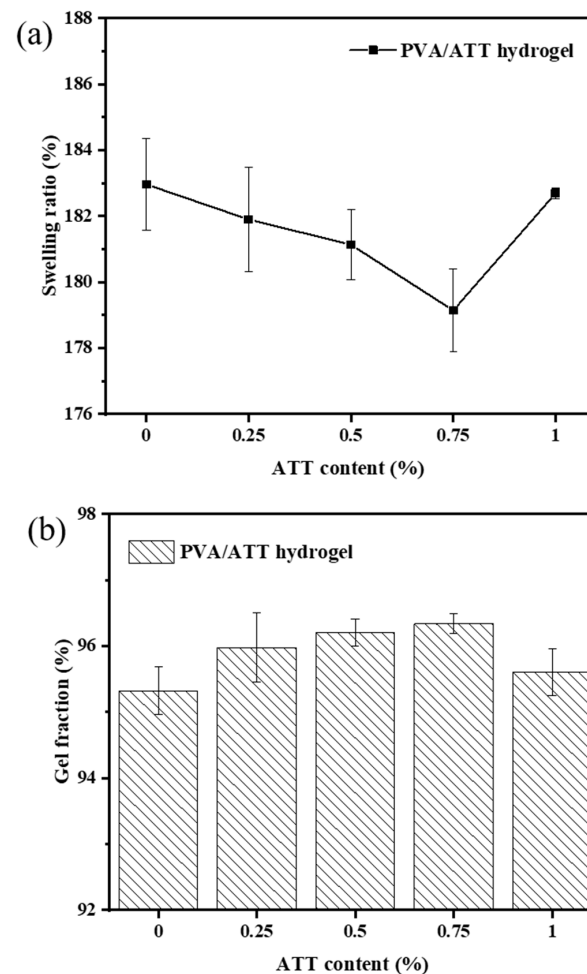 (a)
PVA/ATT hydrogel
Swelling ratio (%)
188
186
184
182
180
178
176
0 0.25 0.5 0.75 1
ATT content (%)
(b)
PVA/ATT hydrogel
Gel fraction (%)
98
96
94
92
0 0.25 0.5 0.75 1
ATT content (%)